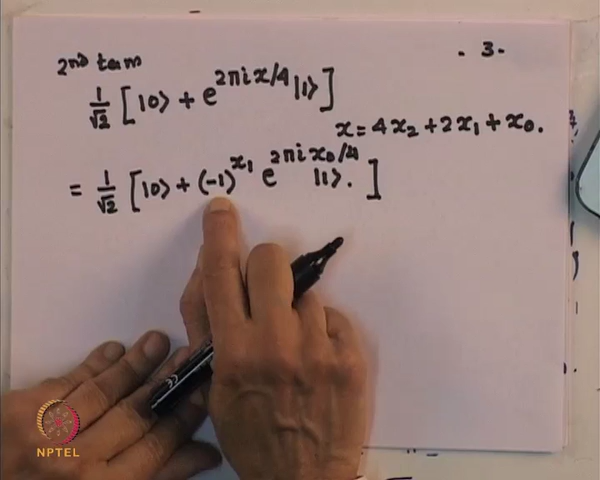 - 3 -
2nd term
1/√2 [|0> + e^{2πix/4} |1>]
x = 4x₂ + 2x₁ + x₀.
= 1/√2 [|0> + (-1)^{x₁} e^{2πix₀/4} |1>. ]
NPTEL